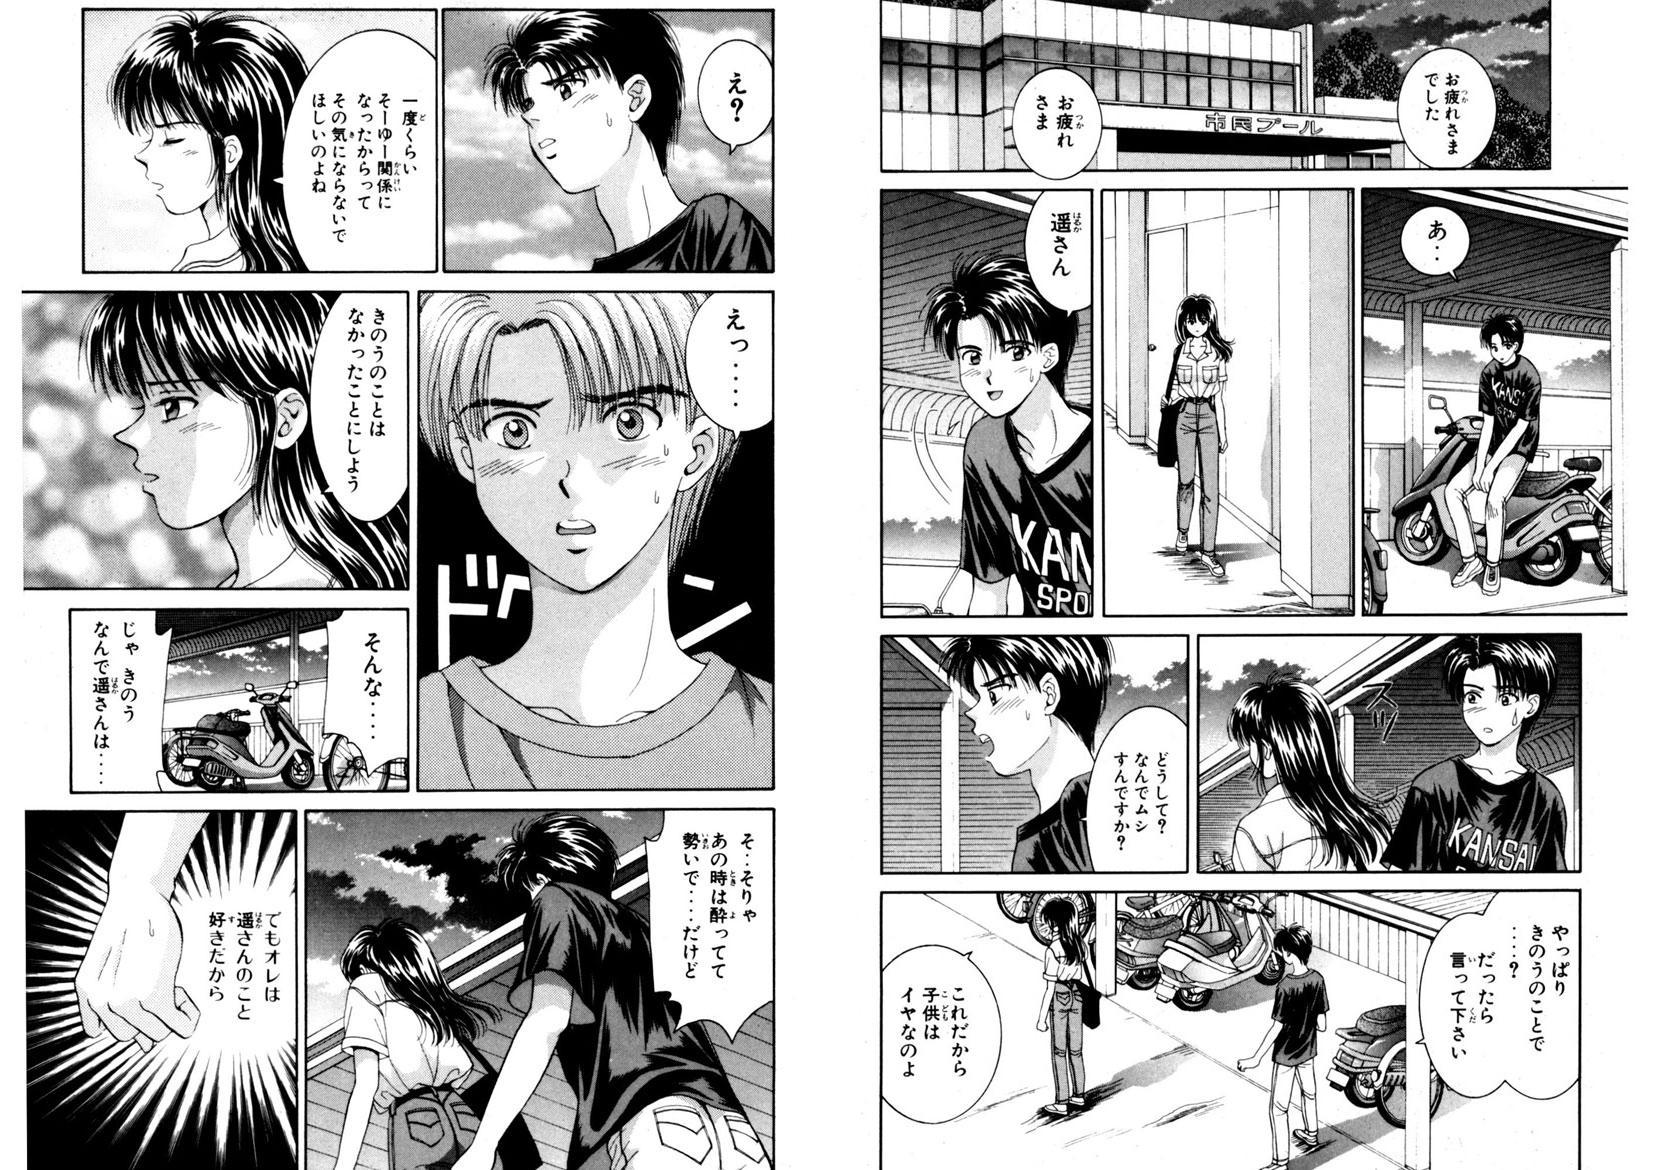 お疲れさま
でした
お疲れ
さま
市民プール
あ‥
KANS
SPO
遥さん
KAN
SPO
スッ
KANSAI
どうして？
なんでムシ
すんですか？
やっぱり
きのうのことで
‥‥？
だったら
言って下さい
これだから
子供は
イヤなのよ
え？
一度くらい
そーゆー関係に
なったからって
その気にならないで
ほしいのよね
えっ‥‥‥
ドン
きのうのことは
なかったことにしよう
そんな‥‥
じゃ きのう
なんで遥さんは‥‥
そ‥そりゃ
あの時は酔ってて
勢いで‥‥だけど
でもオレは
遥さんのこと
好きだから